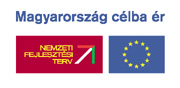 Magyarország célba ér
NEMZETI
FEJLESZTÉSI
TERV